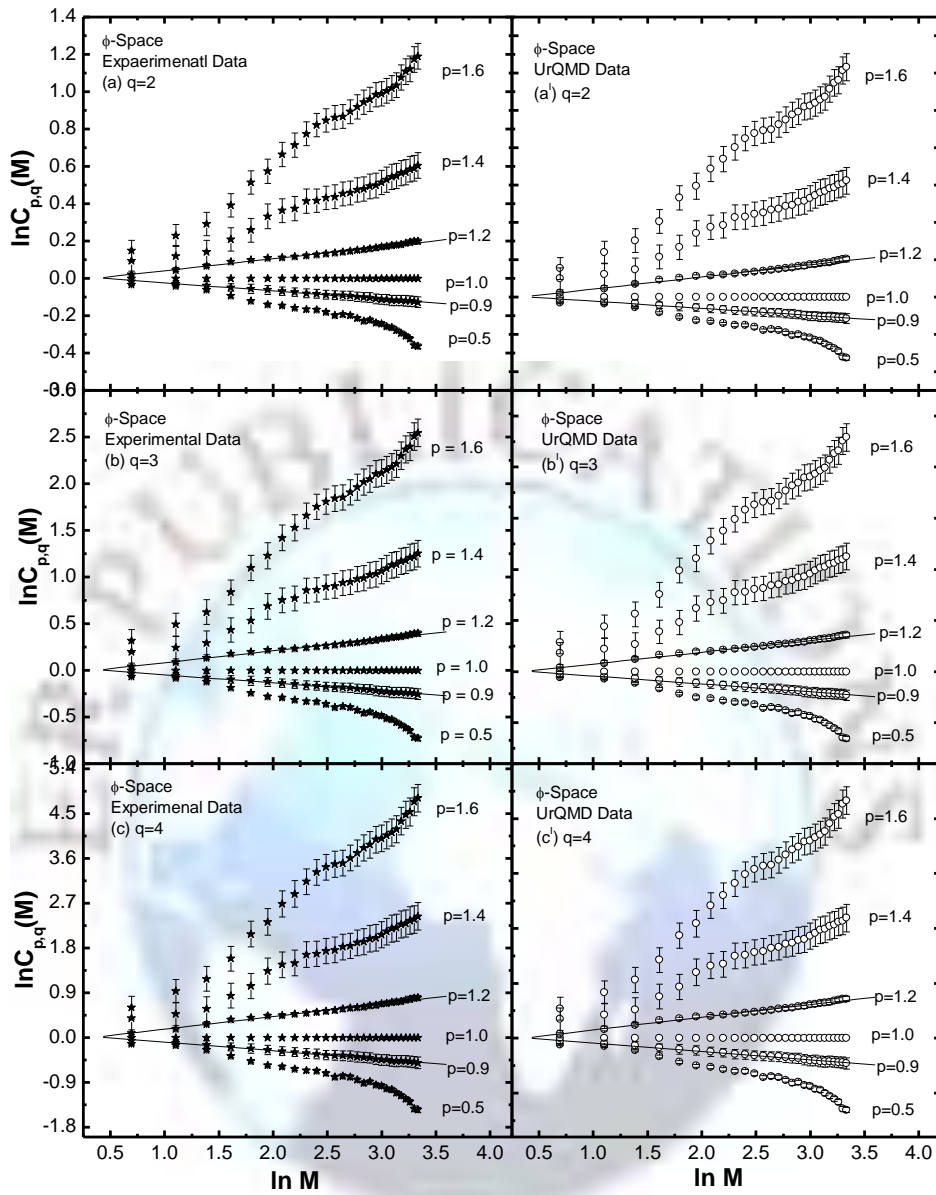 ϕ-Space
Expaerimenatl Data
(a) q=2
p=1.6
p=1.4
p=1.2
p=1.0
p=0.9
p=0.5
1.2
1.0
0.8
0.6
0.4
0.2
0.0
-0.2
-0.4
lnC_{p,q}(M)
ϕ-Space
UrQMD Data
(a^l) q=2
p=1.6
p=1.4
p=1.2
p=1.0
p=0.9
p=0.5
ϕ-Space
Experimental Data
(b) q=3
p = 1.6
p = 1.4
p = 1.2
p = 1.0
p = 0.9
p = 0.5
2.5
2.0
1.5
1.0
0.5
0.0
-0.5
-1.0
lnC_{p,q}(M)
ϕ-Space
UrQMD Data
(b^l) q=3
p=1.6
p=1.4
p=1.2
p=1.0
p=0.9
p=0.5
ϕ-Space
Experimenal Data
(c) q=4
p=1.6
p=1.4
p=1.2
p=1.0
p=0.9
p=0.5
5.4
4.5
3.6
2.7
1.8
0.9
0.0
-0.9
-1.8
lnC_{p,q}(M)
ϕ-Space
UrQMD Data
(c^l) q=4
p=1.6
p=1.4
p=1.2
p=1.0
p=0.9
p=0.5
0.5 1.0 1.5 2.0 2.5 3.0 3.5 4.0
0.5 1.0 1.5 2.0 2.5 3.0 3.5 4.0
ln M
ln M